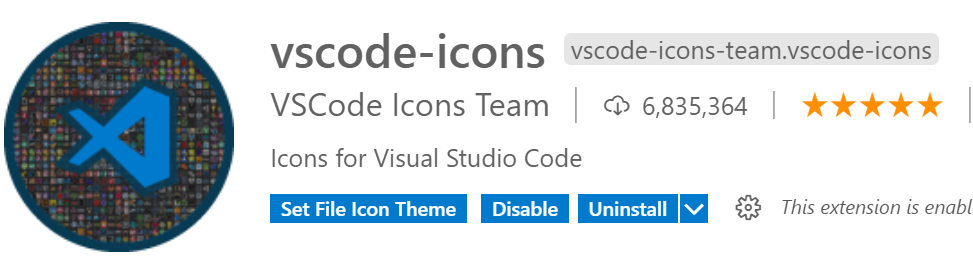 vscode-icons vscode-icons-team.vscode-icons
VSCode Icons Team 6,835,364
Icons for Visual Studio Code
Set File Icon Theme Disable Uninstall This extension is enabl